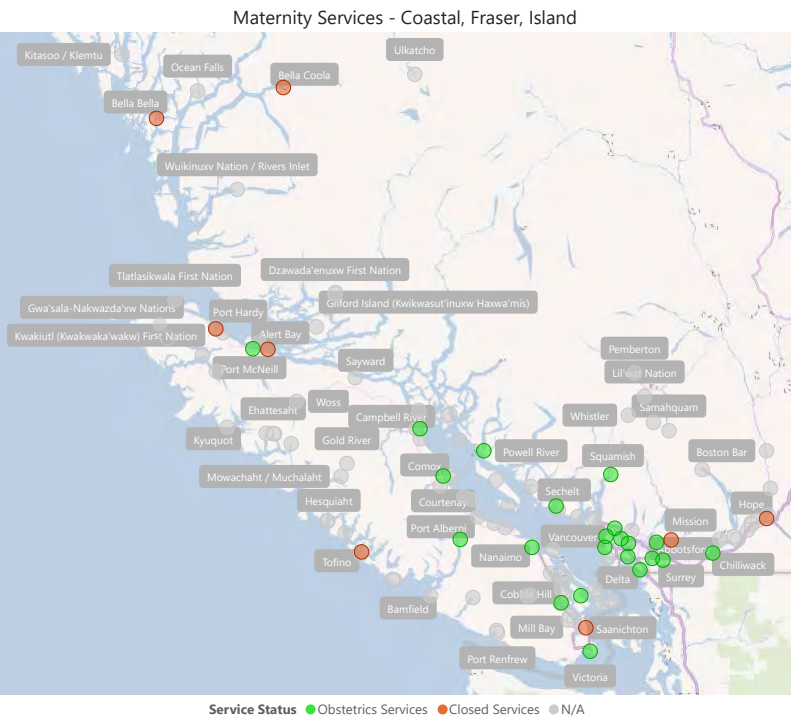 Maternity Services - Coastal, Fraser, Island
Kitasoo / Klemtu
Ulkatcho
Ocean Falls
Bella Coola
Bella Bella
Wuikinuxv Nation / Rivers Inlet
Tlatlasikwala First Nation
Dzawada'enuxw First Nation
Gwa'sala-Nakwazda'xw Nations
Gilford Island (Kwikwasut'inuxw Haxwa'mis)
Port Hardy
Kwakiutl (Kwakwaka'wakw) First Nation
Alert Bay
Port McNeill
Sayward
Pemberton
Lil'wat Nation
Ehattesaht
Woss
Campbell River
Whistler
Samahquam
Kyuquot
Gold River
Powell River
Squamish
Boston Bar
Mowachaht / Muchalaht
Comox
Hesquiaht
Courtenay
Sechelt
Hope
Port Alberni
Vancouver
Mission
Abbotsford
Tofino
Nanaimo
Chilliwack
Delta
Surrey
Bamfield
Cobble Hill
Mill Bay
Saanichton
Port Renfrew
Victoria
Service Status Obstetrics Services Closed Services N/A